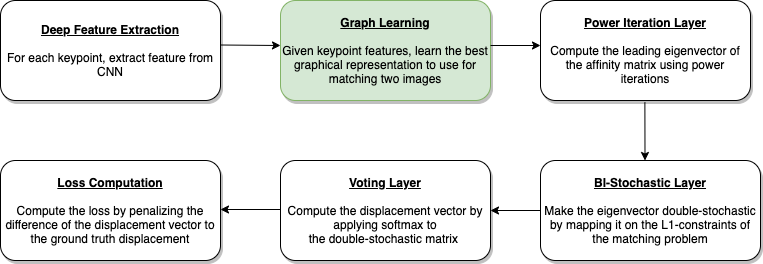 Deep Feature Extraction
For each keypoint, extract feature from
CNN
Graph Learning
Given keypoint features, learn the best
graphical representation to use for
matching two images
Power Iteration Layer
Compute the leading eigenvector of
the affinity matrix using power
iterations
BI-Stochastic Layer
Make the eigenvector double-stochastic
by mapping it on the L1-constraints of
the matching problem
Voting Layer
Compute the displacement vector by
applying softmax to
the double-stochastic matrix
Loss Computation
Compute the loss by penalizing the
difference of the displacement vector to
the ground truth displacement